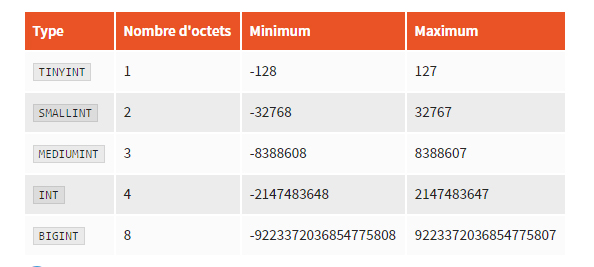 Type Nombre d'octets Minimum Maximum
TINYINT 1 -128 127
SMALLINT 2 -32768 32767
MEDIUMINT 3 -8388608 8388607
INT 4 -2147483648 2147483647
BIGINT 8 -9223372036854775808 9223372036854775807